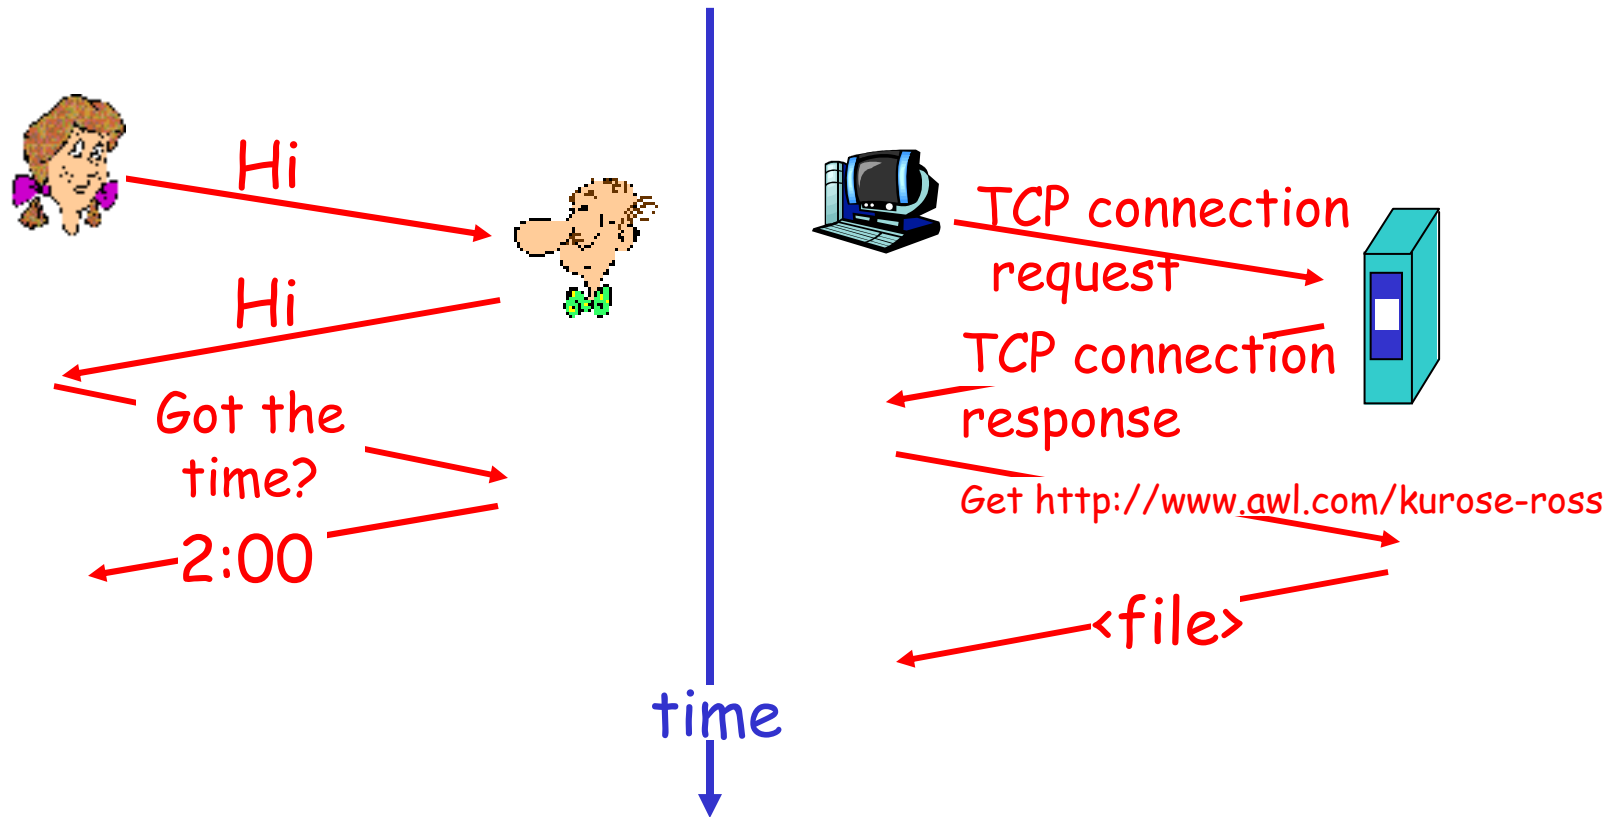 Hi
Hi
Got the
time?
2:00
TCP connection
request
TCP connection
response
Get http://www.awl.com/kurose-ross
<file>
time